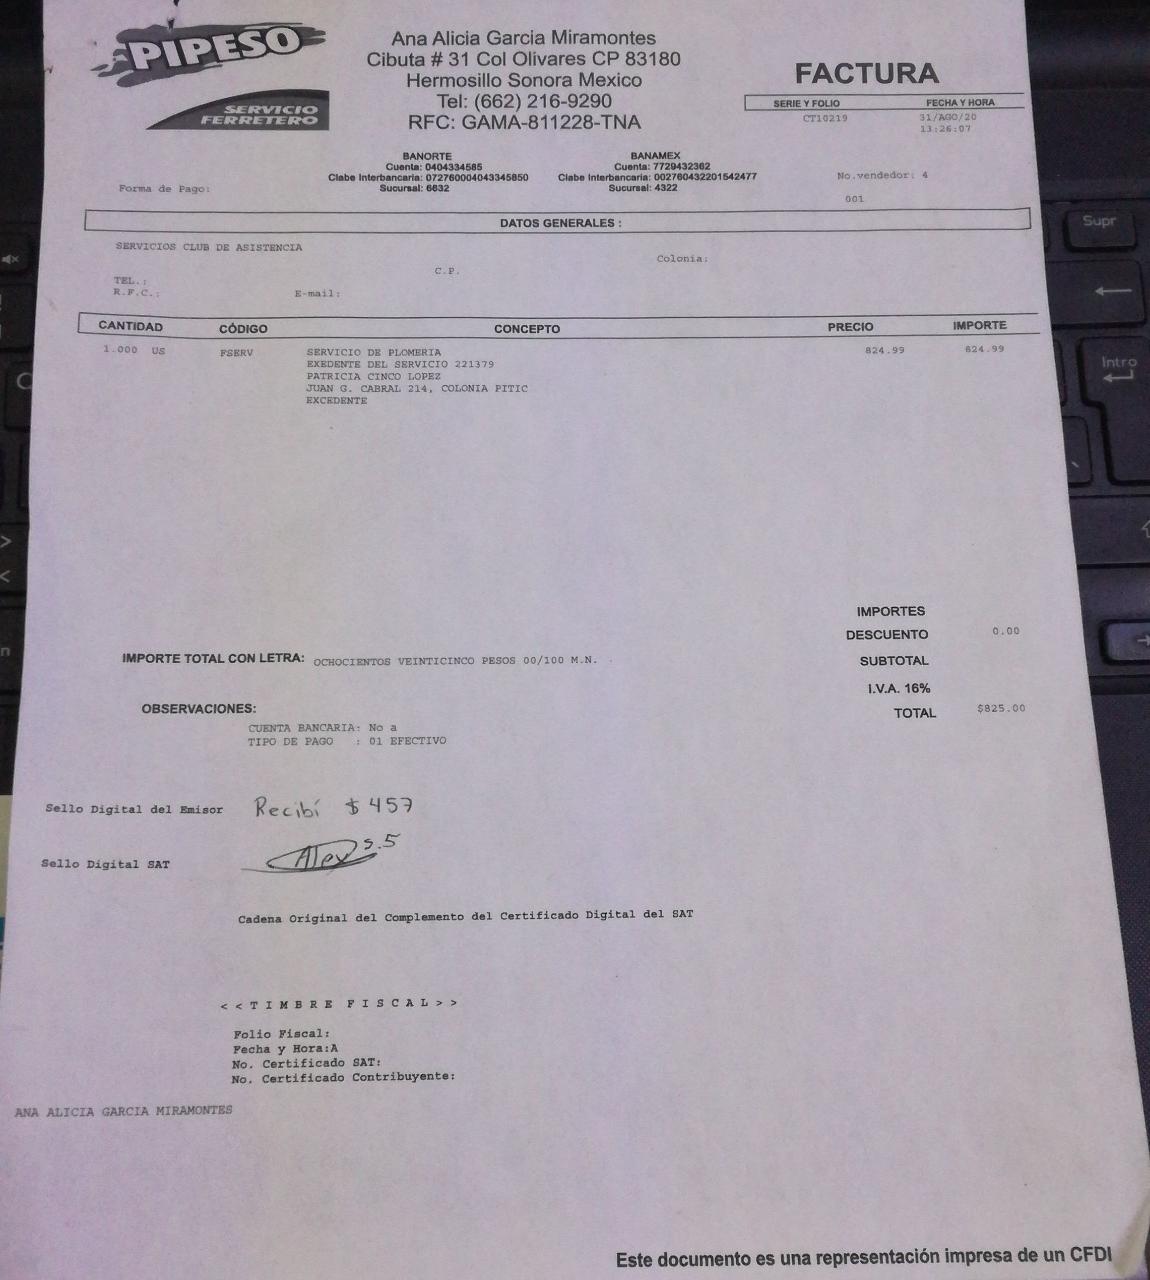 PIPESO
SERVICIO
FERRETERO
Ana Alicia Garcia Miramontes
Cibuta # 31 Col Olivares CP 83180
Hermosillo Sonora Mexico
Tel: (662) 216-9290
RFC: GAMA-811228-TNA
FACTURA
SERIE Y FOLIO FECHA Y HORA
CT10219 31/AGO/20
13:26:07
BANORTE
Cuenta: 0404334585
Clabe Interbancaria: 072760004043345850
Sucursal: 6632
BANAMEX
Cuenta: 7729432362
Clabe Interbancaria: 002760432201542477
Sucursal: 4322
Forma de Pago:
No.vendedor: 4
001
DATOS GENERALES :
SERVICIOS CLUB DE ASISTENCIA
Colonia:
C.P.
TEL.:
R.F.C.: E-mail:
CANTIDAD CÓDIGO CONCEPTO PRECIO IMPORTE
1.000 US FSERV SERVICIO DE PLOMERIA 824.99 824.99
EXEDENTE DEL SERVICIO 221379
PATRICIA CINCO LOPEZ
JUAN G. CABRAL 214, COLONIA PITIC
EXCEDENTE
IMPORTES
DESCUENTO 0.00
IMPORTE TOTAL CON LETRA: OCHOCIENTOS VEINTICINCO PESOS 00/100 M.N.
SUBTOTAL
I.V.A. 16%
TOTAL $825.00
OBSERVACIONES:
CUENTA BANCARIA: No a
TIPO DE PAGO : 01 EFECTIVO
Sello Digital del Emisor Recibí $ 457
Sello Digital SAT Alex S.S
Cadena Original del Complemento del Certificado Digital del SAT
<<TIMBRE FISCAL>>
Folio Fiscal:
Fecha y Hora:A
No. Certificado SAT:
No. Certificado Contribuyente:
ANA ALICIA GARCIA MIRAMONTES
Este documento es una representación impresa de un CFDI
Supr
Intro